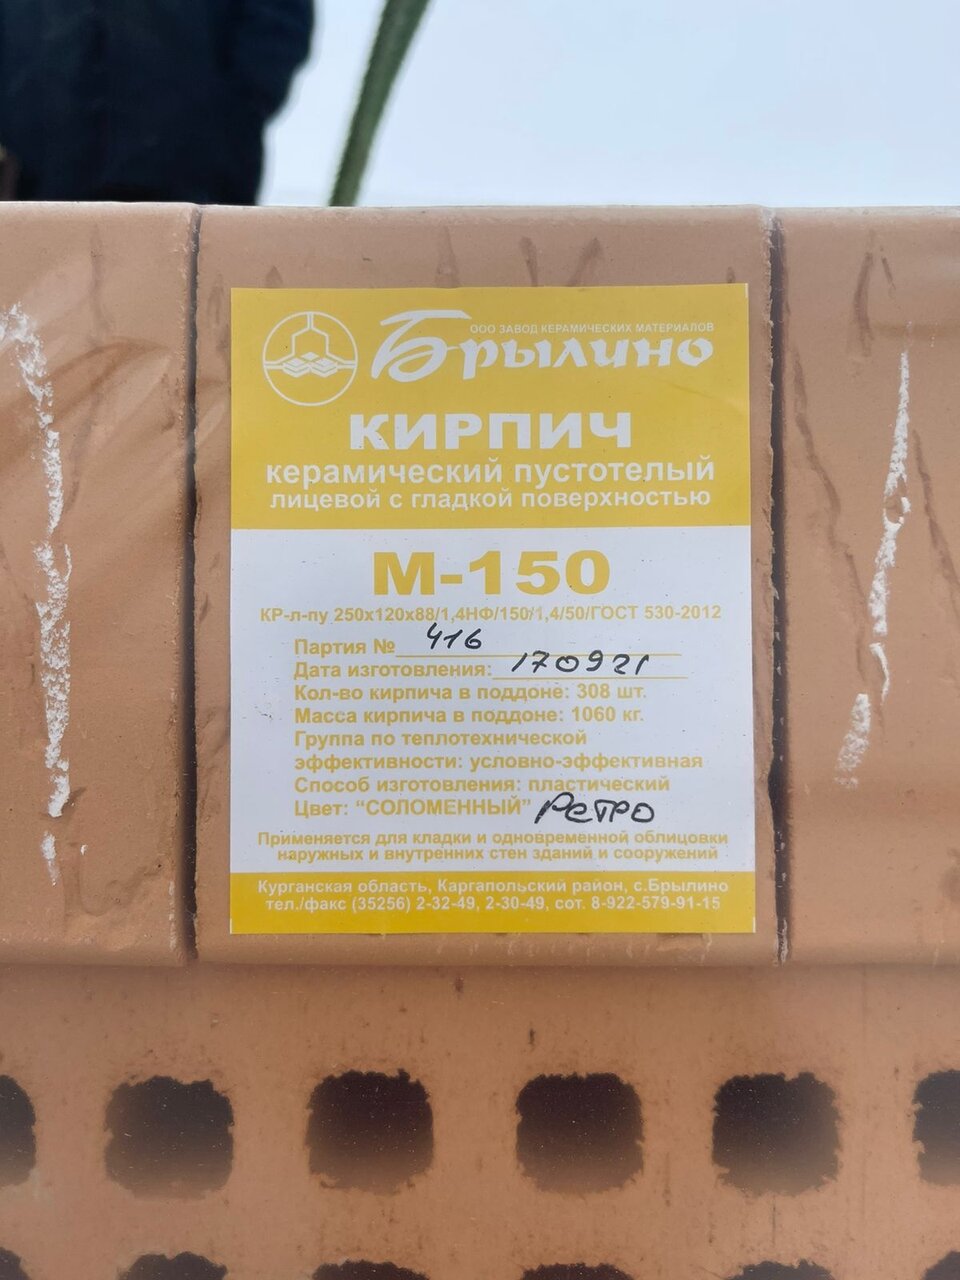 ООО ЗАВОД КЕРАМИЧЕСКИХ МАТЕРИАЛОВ
Брылино
КИРПИЧ
керамический пустотелый
лицевой с гладкой поверхностью
М-150
КР-л-пу 250х120х88/1,4НФ/150/1,4/50/ГОСТ 530-2012
Партия № 416
Дата изготовления: 170921
Кол-во кирпича в поддоне: 308 шт.
Масса кирпича в поддоне: 1060 кг.
Группа по теплотехнической
эффективности: условно-эффективная
Способ изготовления: пластический
Цвет: "СОЛОМЕННЫЙ" Ретро
Применяется для кладки и одновременной облицовки
наружных и внутренних стен зданий и сооружений
Курганская область, Каргапольский район, с.Брылино
тел./факс (35256) 2-32-49, 2-30-49, сот. 8-922-579-91-15